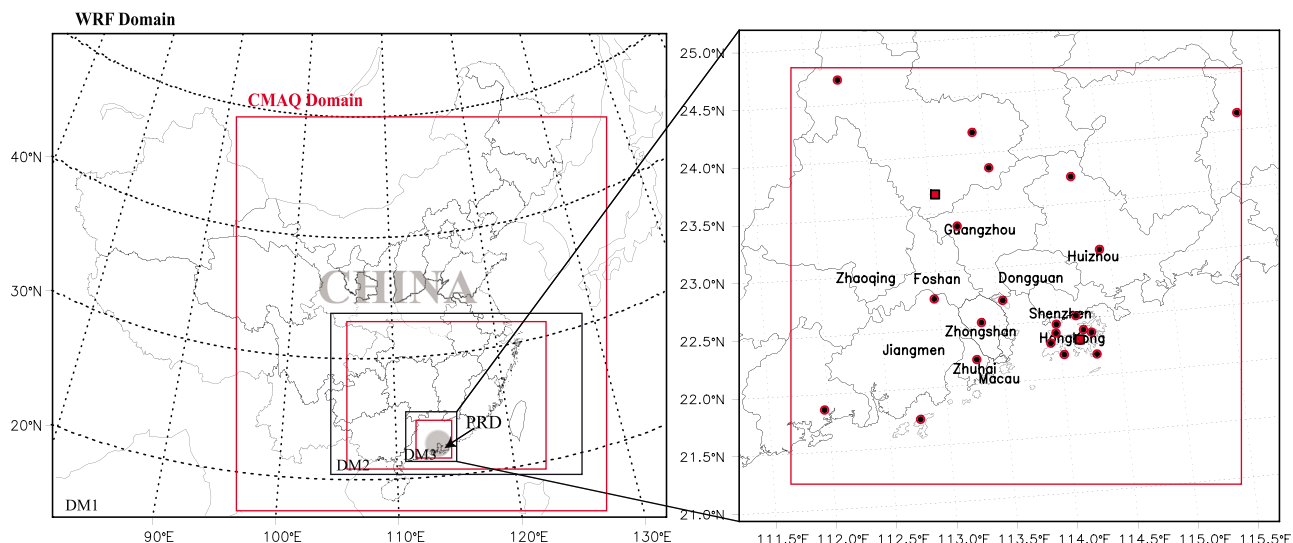 WRF Domain
CMAQ Domain
CHINA
PRD
DM3
DM2
DM1
40°N
30°N
20°N
90°E
100°E
110°E
120°E
130°E
25.0°N
24.5°N
24.0°N
23.5°N
23.0°N
22.5°N
22.0°N
21.5°N
21.0°N
Guangzhou
Huizhou
Zhaoqing
Foshan
Dongguan
Shenzhen
Zhongshan
HongKong
Jiangmen
Zhuhai
Macau
111.5°E
112.0°E
112.5°E
113.0°E
113.5°E
114.0°E
114.5°E
115.0°E
115.5°E